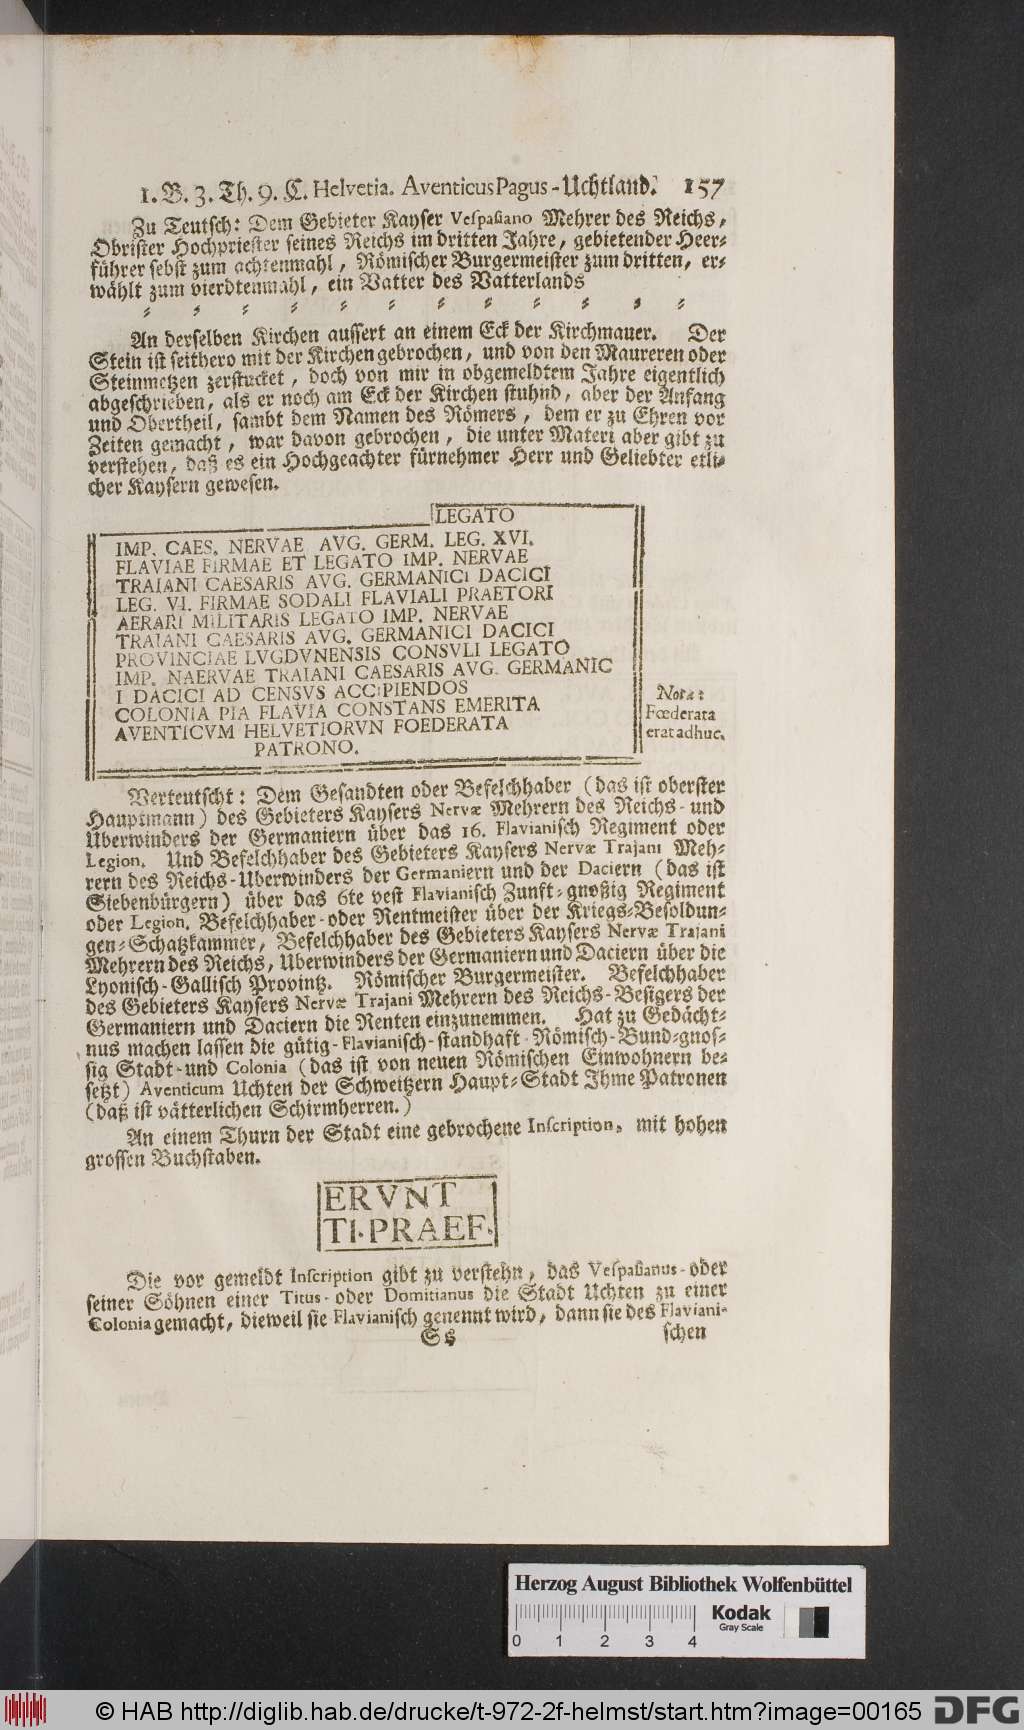 1. B. 3. Th. 9. C. Helvetia. Aventicus Pagus - Uchtland. 157
Zu Teutsch: Dem Gebieter Kayser Vespasiano Mehrer des Reichs,
Obrister Hochpriester seines Reichs im dritten Jahre, gebietender Heer-
führer sebst zum achtenmahl, Römischer Burgermeister zum dritten, er-
wählt zum vierdtenmahl, ein Vatter des Vatterlands
An derselben Kirchen aussert an einem Eck der Kirchmauer. Der
Stein ist seithero mit der Kirchen gebrochen, und von den Maureren oder
Steinmetzen zerstucket, doch von mir in obgemeldtem Jahre eigentlich
abgeschrieben, als er noch am Eck der Kirchen stuhnd, aber der Anfang
und Obertheil, sambt dem Namen des Römers, dem er zu Ehren vor
Zeiten gemacht, war davon gebrochen, die unter Materi aber gibt zu
verstehen, daß es ein Hochgeachter fürnehmer Herr und Geliebter etli-
cher Kaysern gewesen.
LEGATO
IMP. CAES. NERVAE AVG. GERM. LEG. XVI.
FLAVIAE FIRMAE ET LEGATO IMP. NERVAE
TRAIANI CAESARIS AVG. GERMANICI DACICI
LEG. VI. FIRMAE SODALI FLAVIALI PRAETORI
AERARI MILITARIS LEGATO IMP. NERVAE
TRAIANI CAESARIS AVG. GERMANICI DACICI
PROVINCIAE LVGDVNENSIS CONSVLI LEGATO
IMP. NAERVAE TRAIANI CAESARIS AVG. GERMANIC
I DACICI AD CENSVS ACCIPIENDOS
COLONIA PIA FLAVIA CONSTANS EMERITA
AVENTICVM HELVETIORVN FOEDERATA
PATRONO.
Nota:
Fœderata
erat adhuc.
Verteutscht: Dem Gesandten oder Befelchhaber (das ist oberster
Hauptmann) des Gebieters Kaysers Nervæ Mehrern des Reichs - und
Uberwinders der Germaniern über das 16. Flavianisch Regiment oder
Legion. Und Befelchhaber des Gebieters Kaysers Nervæ Trajani Meh-
rern des Reichs - Uberwinders der Germaniern und der Daciern (das ist
Siebenbürgern) über das 6te vest Flavianisch Zunft-gnoßig Regiment
oder Legion. Befelchhaber - oder Rentmeister über der Kriegs-Besoldun-
gen-Schatzkammer, Befelchhaber des Gebieters Kaysers Nervæ Trajani
Mehrern des Reichs, Uberwinders der Germaniern und Daciern über die
Lyonisch - Gallisch Provintz. Römischer Burgermeister. Befelchhaber
des Gebieters Kaysers Nervæ Trajani Mehrern des Reichs - Besigers der
Germaniern und Daciern die Renten einzunemmen. Hat zu Gedächt-
nus machen lassen die gütig - Flavianisch - standhaft - Römisch - Bund-gnos-
sig Stadt - und Colonia (das ist von neuen Römischen Einwohnern be-
setzt) Aventicum Uchten der Schweitzern Haupt-Stadt Ihme Patronen
(daß ist vätterlichen Schirmherren.)
An einem Thurn der Stadt eine gebrochene Inscription, mit hohen
grossen Buchstaben.
ERVNT
TI. PRAEF.
Die vor gemeldt Inscription gibt zu verstehn, das Vespasianus - oder
seiner Söhnen einer Titus - oder Domitianus die Stadt Uchten zu einer
Colonia gemacht, dieweil sie Flavianisch genennt wird, dann sie des Flaviani-
Ss schen
Herzog August Bibliothek Wolfenbüttel
Kodak
Gray Scale
0 1 2 3 4
© HAB http://diglib.hab.de/drucke/t-972-2f-helmst/start.htm?image=00165 DFG